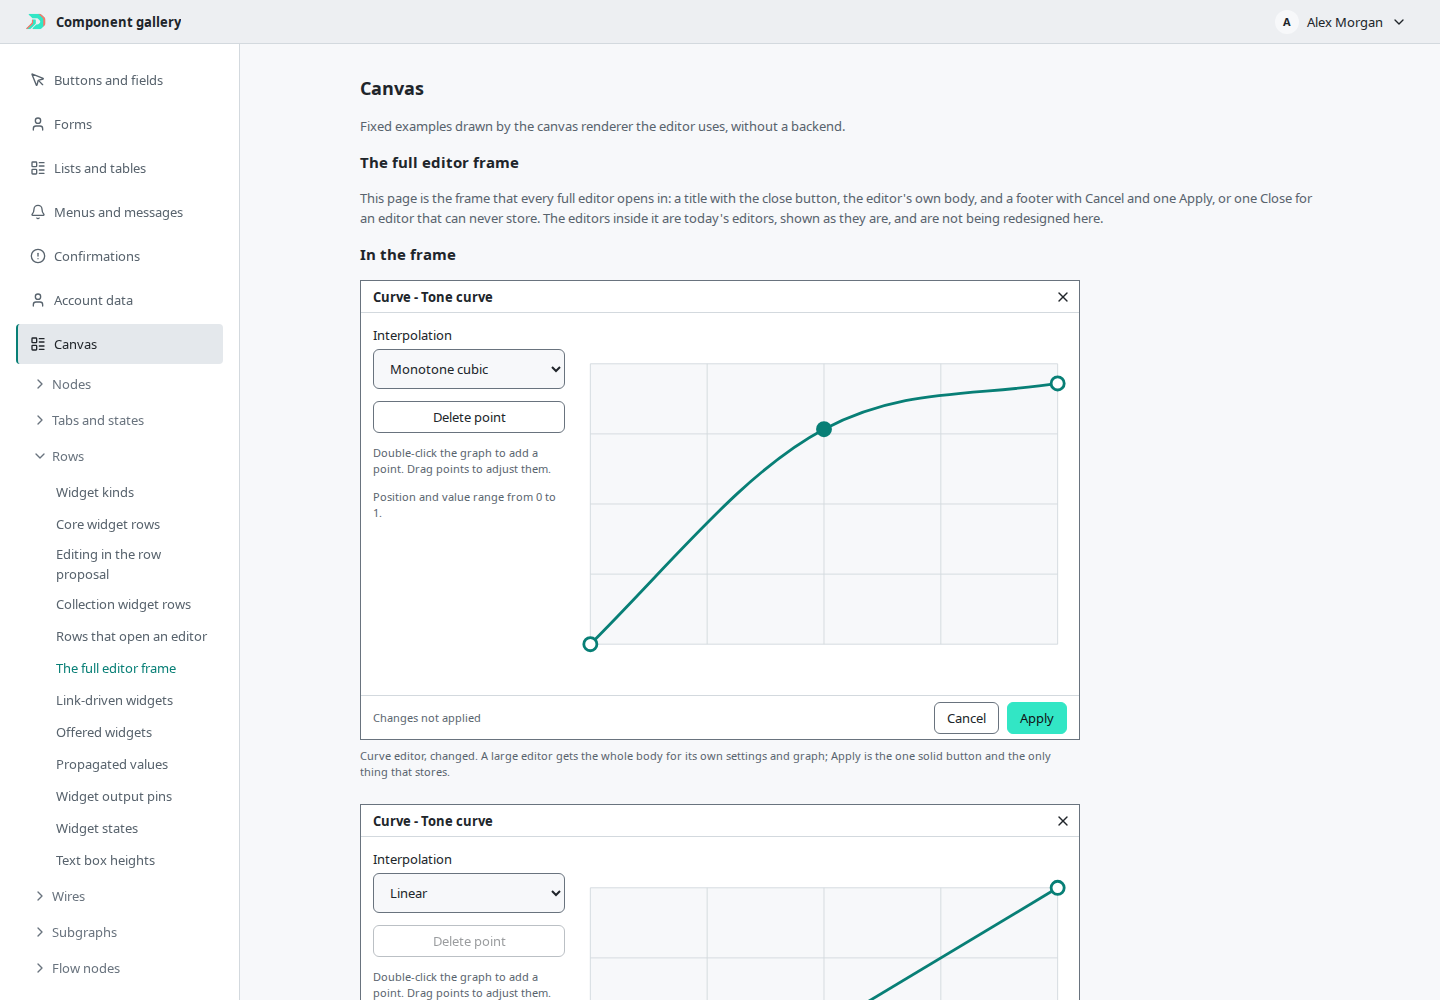 Component gallery
A
Alex Morgan
Buttons and fields
Forms
Lists and tables
Menus and messages
Confirmations
Account data
Canvas
Nodes
Tabs and states
Rows
Widget kinds
Core widget rows
Editing in the row
proposal
Collection widget rows
Rows that open an editor
The full editor frame
Link-driven widgets
Offered widgets
Propagated values
Widget output pins
Widget states
Text box heights
Wires
Subgraphs
Flow nodes
Canvas
Fixed examples drawn by the canvas renderer the editor uses, without a backend.
The full editor frame
This page is the frame that every full editor opens in: a title with the close button, the editor's own body, and a footer with Cancel and one Apply, or one Close for
an editor that can never store. The editors inside it are today's editors, shown as they are, and are not being redesigned here.
In the frame
Curve - Tone curve
Interpolation
Monotone cubic
Delete point
Double-click the graph to add a
point. Drag points to adjust them.
Position and value range from 0 to
1.
Changes not applied
Cancel
Apply
Curve editor, changed. A large editor gets the whole body for its own settings and graph; Apply is the one solid button and the only
thing that stores.
Curve - Tone curve
Interpolation
Linear
Delete point
Double-click the graph to add a
point. Drag points to adjust them.